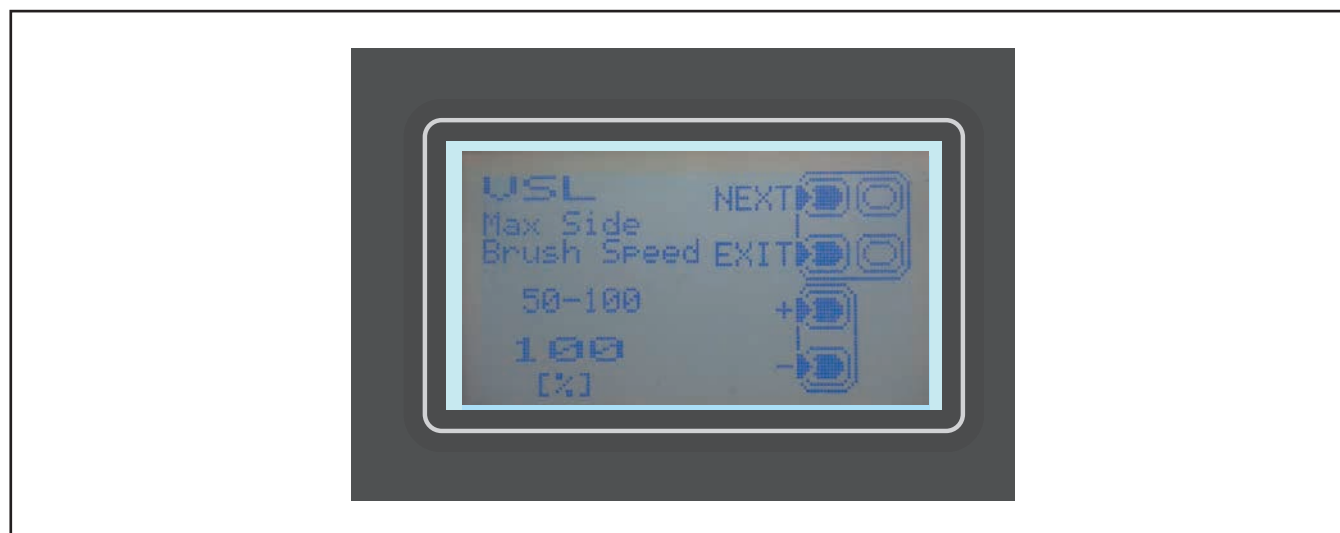 VSL
NEXT
Max Side
Brush Speed
EXIT
50-100
+
100
-
[%]